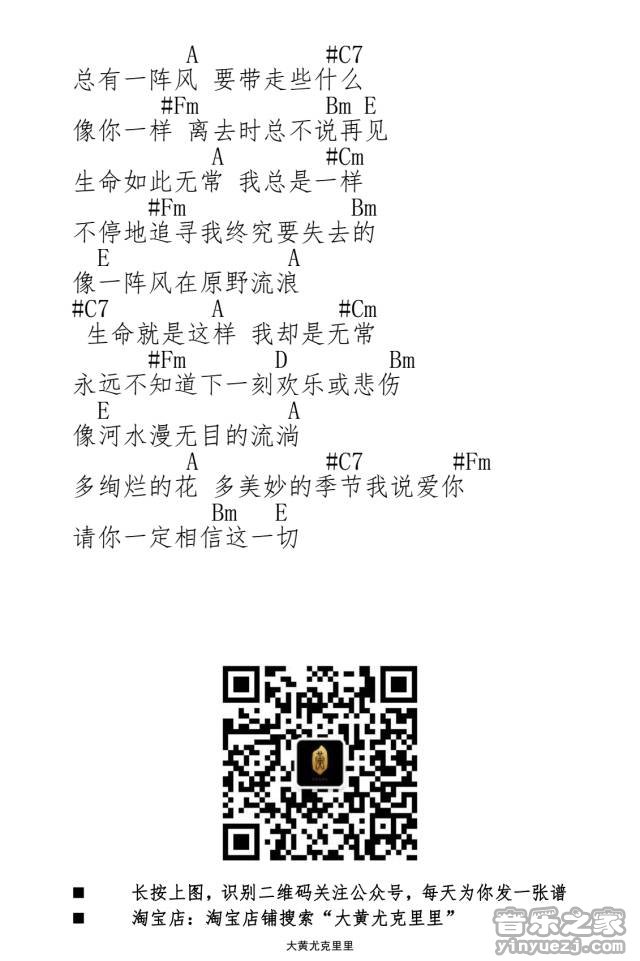 A #C7
总有一阵风 要带走些什么
#Fm Bm E
像你一样 离去时总不说再见
A #Cm
生命如此无常 我总是一样
#Fm Bm
不停地追寻我终究要失去的
E A
像一阵风在原野流浪
#C7 A #Cm
生命就是这样 我却是无常
#Fm D Bm
永远不知道下一刻欢乐或悲伤
E A
像河水漫无目的流淌
A #C7 #Fm
多绚烂的花 多美妙的季节我说爱你
Bm E
请你一定相信这一切
黄
■ 长按上图，识别二维码关注公众号，每天为你发一张谱
■ 淘宝店：淘宝店铺搜索“大黄尤克里里”
大黄尤克里里
音乐之家
yinyuezj.com